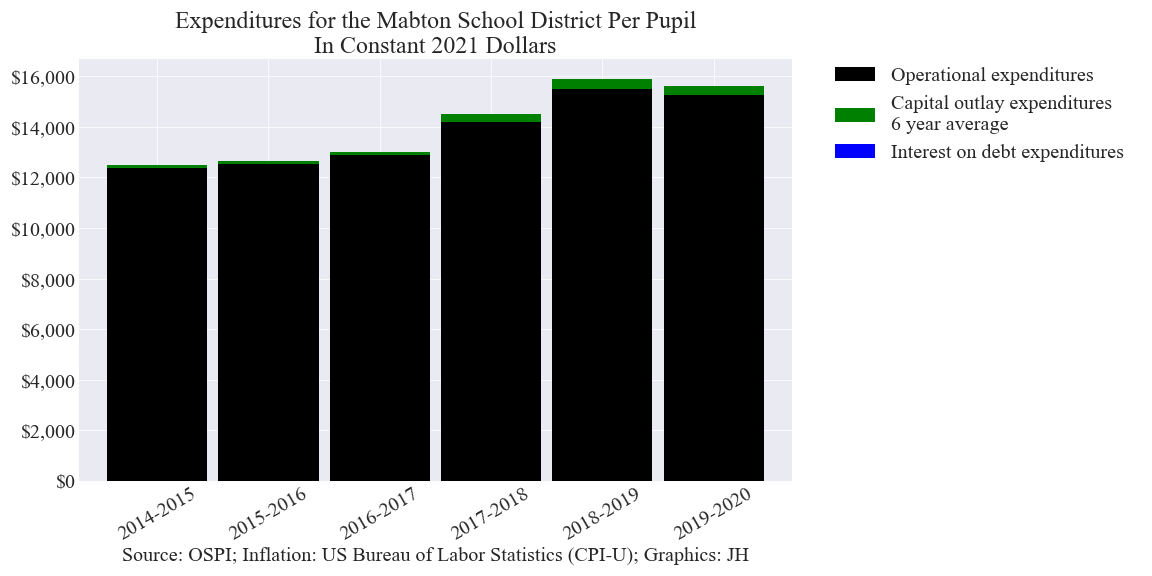 Expenditures for the Mabton School District Per Pupil
In Constant 2021 Dollars
$16,000
$14,000
$12,000
$10,000
$8,000
$6,000
$4,000
$2,000
$0
2014-2015
2015-2016
2016-2017
2017-2018
2018-2019
2019-2020
Source: OSPI; Inflation: US Bureau of Labor Statistics (CPI-U); Graphics: JH
Operational expenditures
Capital outlay expenditures
6 year average
Interest on debt expenditures